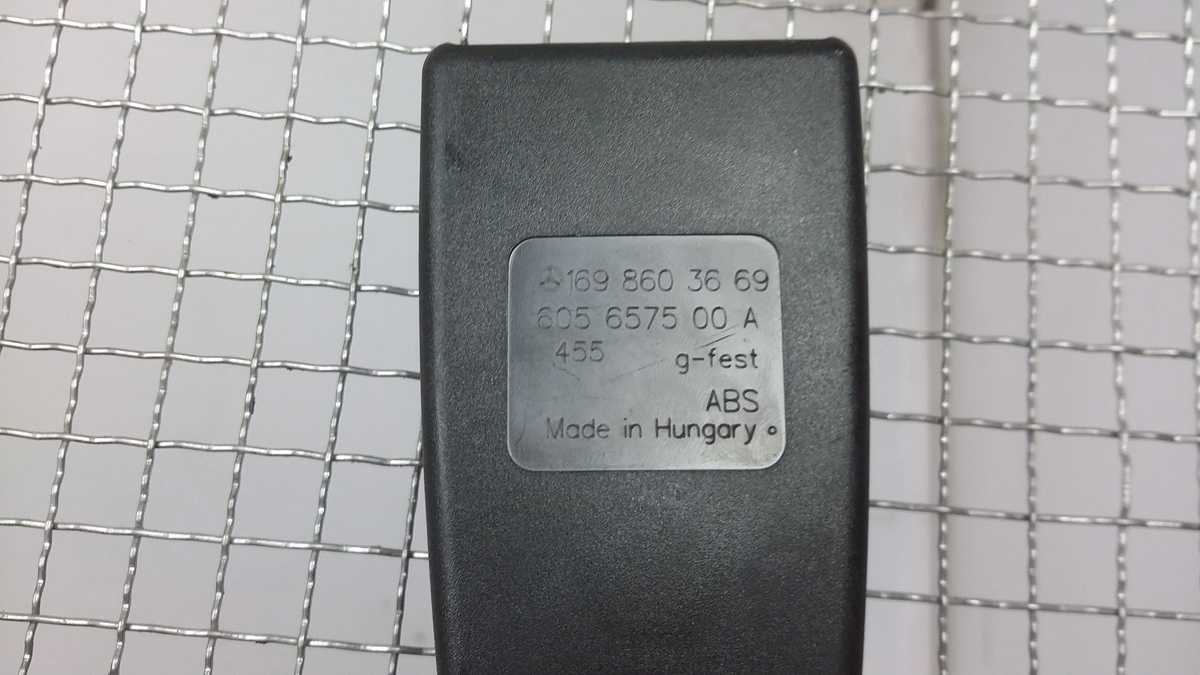 169 860 36 69
605 6575 00 A
455 g-fest
ABS
Made in Hungary